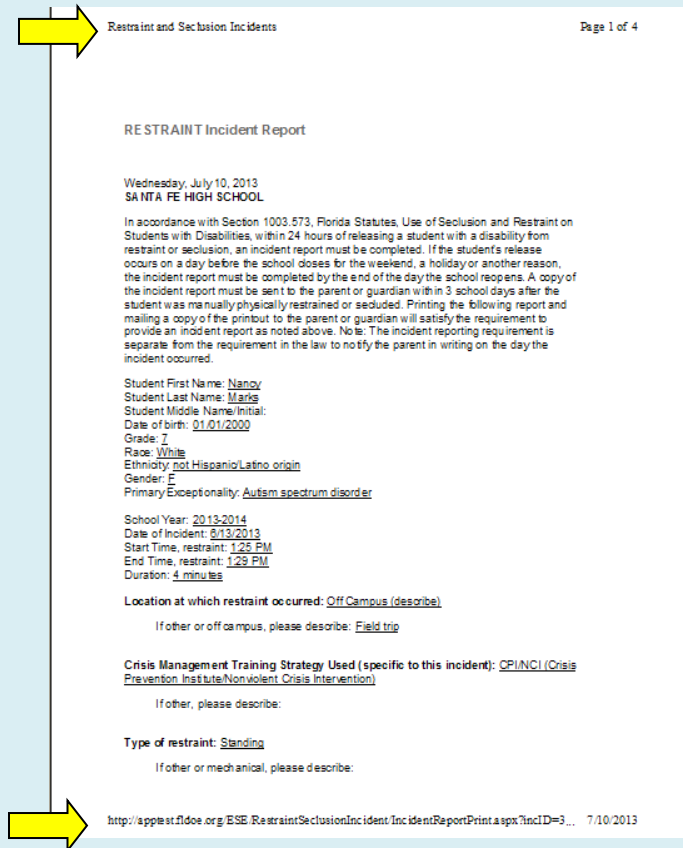 Restraint and Seclusion Incidents Page 1 of 4
RESTRAINT Incident Report
Wednesday, July 10, 2013
SANTA FE HIGH SCHOOL
In accordance with Section 1003.573, Florida Statutes, Use of Seclusion and Restraint on
Students with Disabilities, within 24 hours of releasing a student with a disability from
restraint or seclusion, an incident report must be completed. If the student's release
occurs on a day before the school closes for the weekend, a holiday or another reason,
the incident report must be completed by the end of the day the school reopens. A copy of
the incident report must be sent to the parent or guardian within 3 school days after the
student was manually physically restrained or secluded. Printing the following report and
mailing a copy of the printout to the parent or guardian will satisfy the requirement to
provide an incident report as noted above. Note: The incident reporting requirement is
separate from the requirement in the law to notify the parent in writing on the day the
incident occurred.
Student First Name: Nancy
Student Last Name: Marks
Student Middle Name/Initial:
Date of birth: 01/01/2000
Grade: 7
Race: White
Ethnicity: not Hispanic/Latino origin
Gender: F
Primary Exceptionality: Autism spectrum disorder
School Year: 2013-2014
Date of Incident: 6/13/2013
Start Time, restraint: 1:25 PM
End Time, restraint: 1:29 PM
Duration: 4 minutes
Location at which restraint occurred: Off Campus (describe)
If other or off campus, please describe: Field trip
Crisis Management Training Strategy Used (specific to this incident): CPI/NCI (Crisis
Prevention Institute/Nonviolent Crisis Intervention)
If other, please describe:
Type of restraint: Standing
If other or mechanical, please describe:
http://apptest.fldoe.org/ESE/RestraintSeclusionIncident/IncidentReportPrint.aspx?incID=3... 7/10/2013